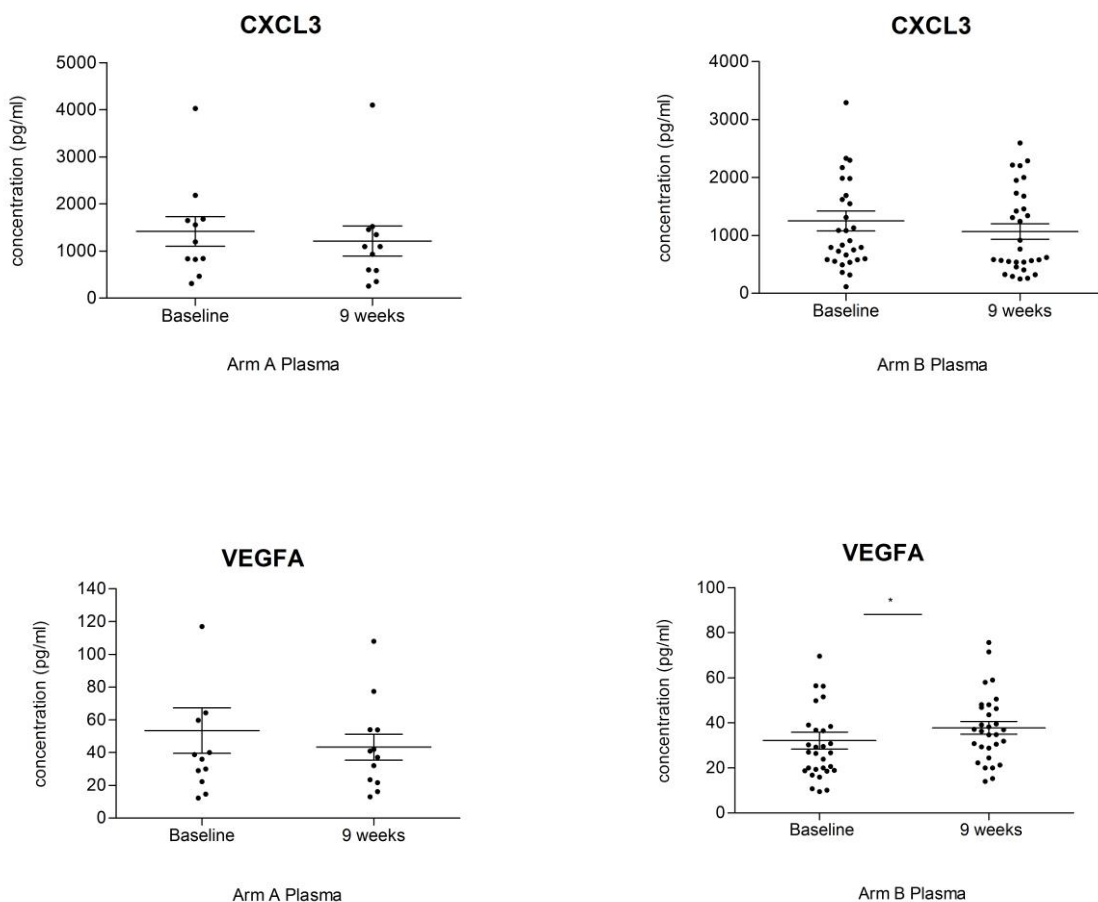 CXCL3
concentration (pg/ml)
5000
4000
3000
2000
1000
0
Baseline
9 weeks
Arm A Plasma
CXCL3
concentration (pg/ml)
4000
3000
2000
1000
0
Baseline
9 weeks
Arm B Plasma
VEGFA
concentration (pg/ml)
140
120
100
80
60
40
20
0
Baseline
9 weeks
Arm A Plasma
VEGFA
concentration (pg/ml)
100
80
60
40
20
0
*
Baseline
9 weeks
Arm B Plasma